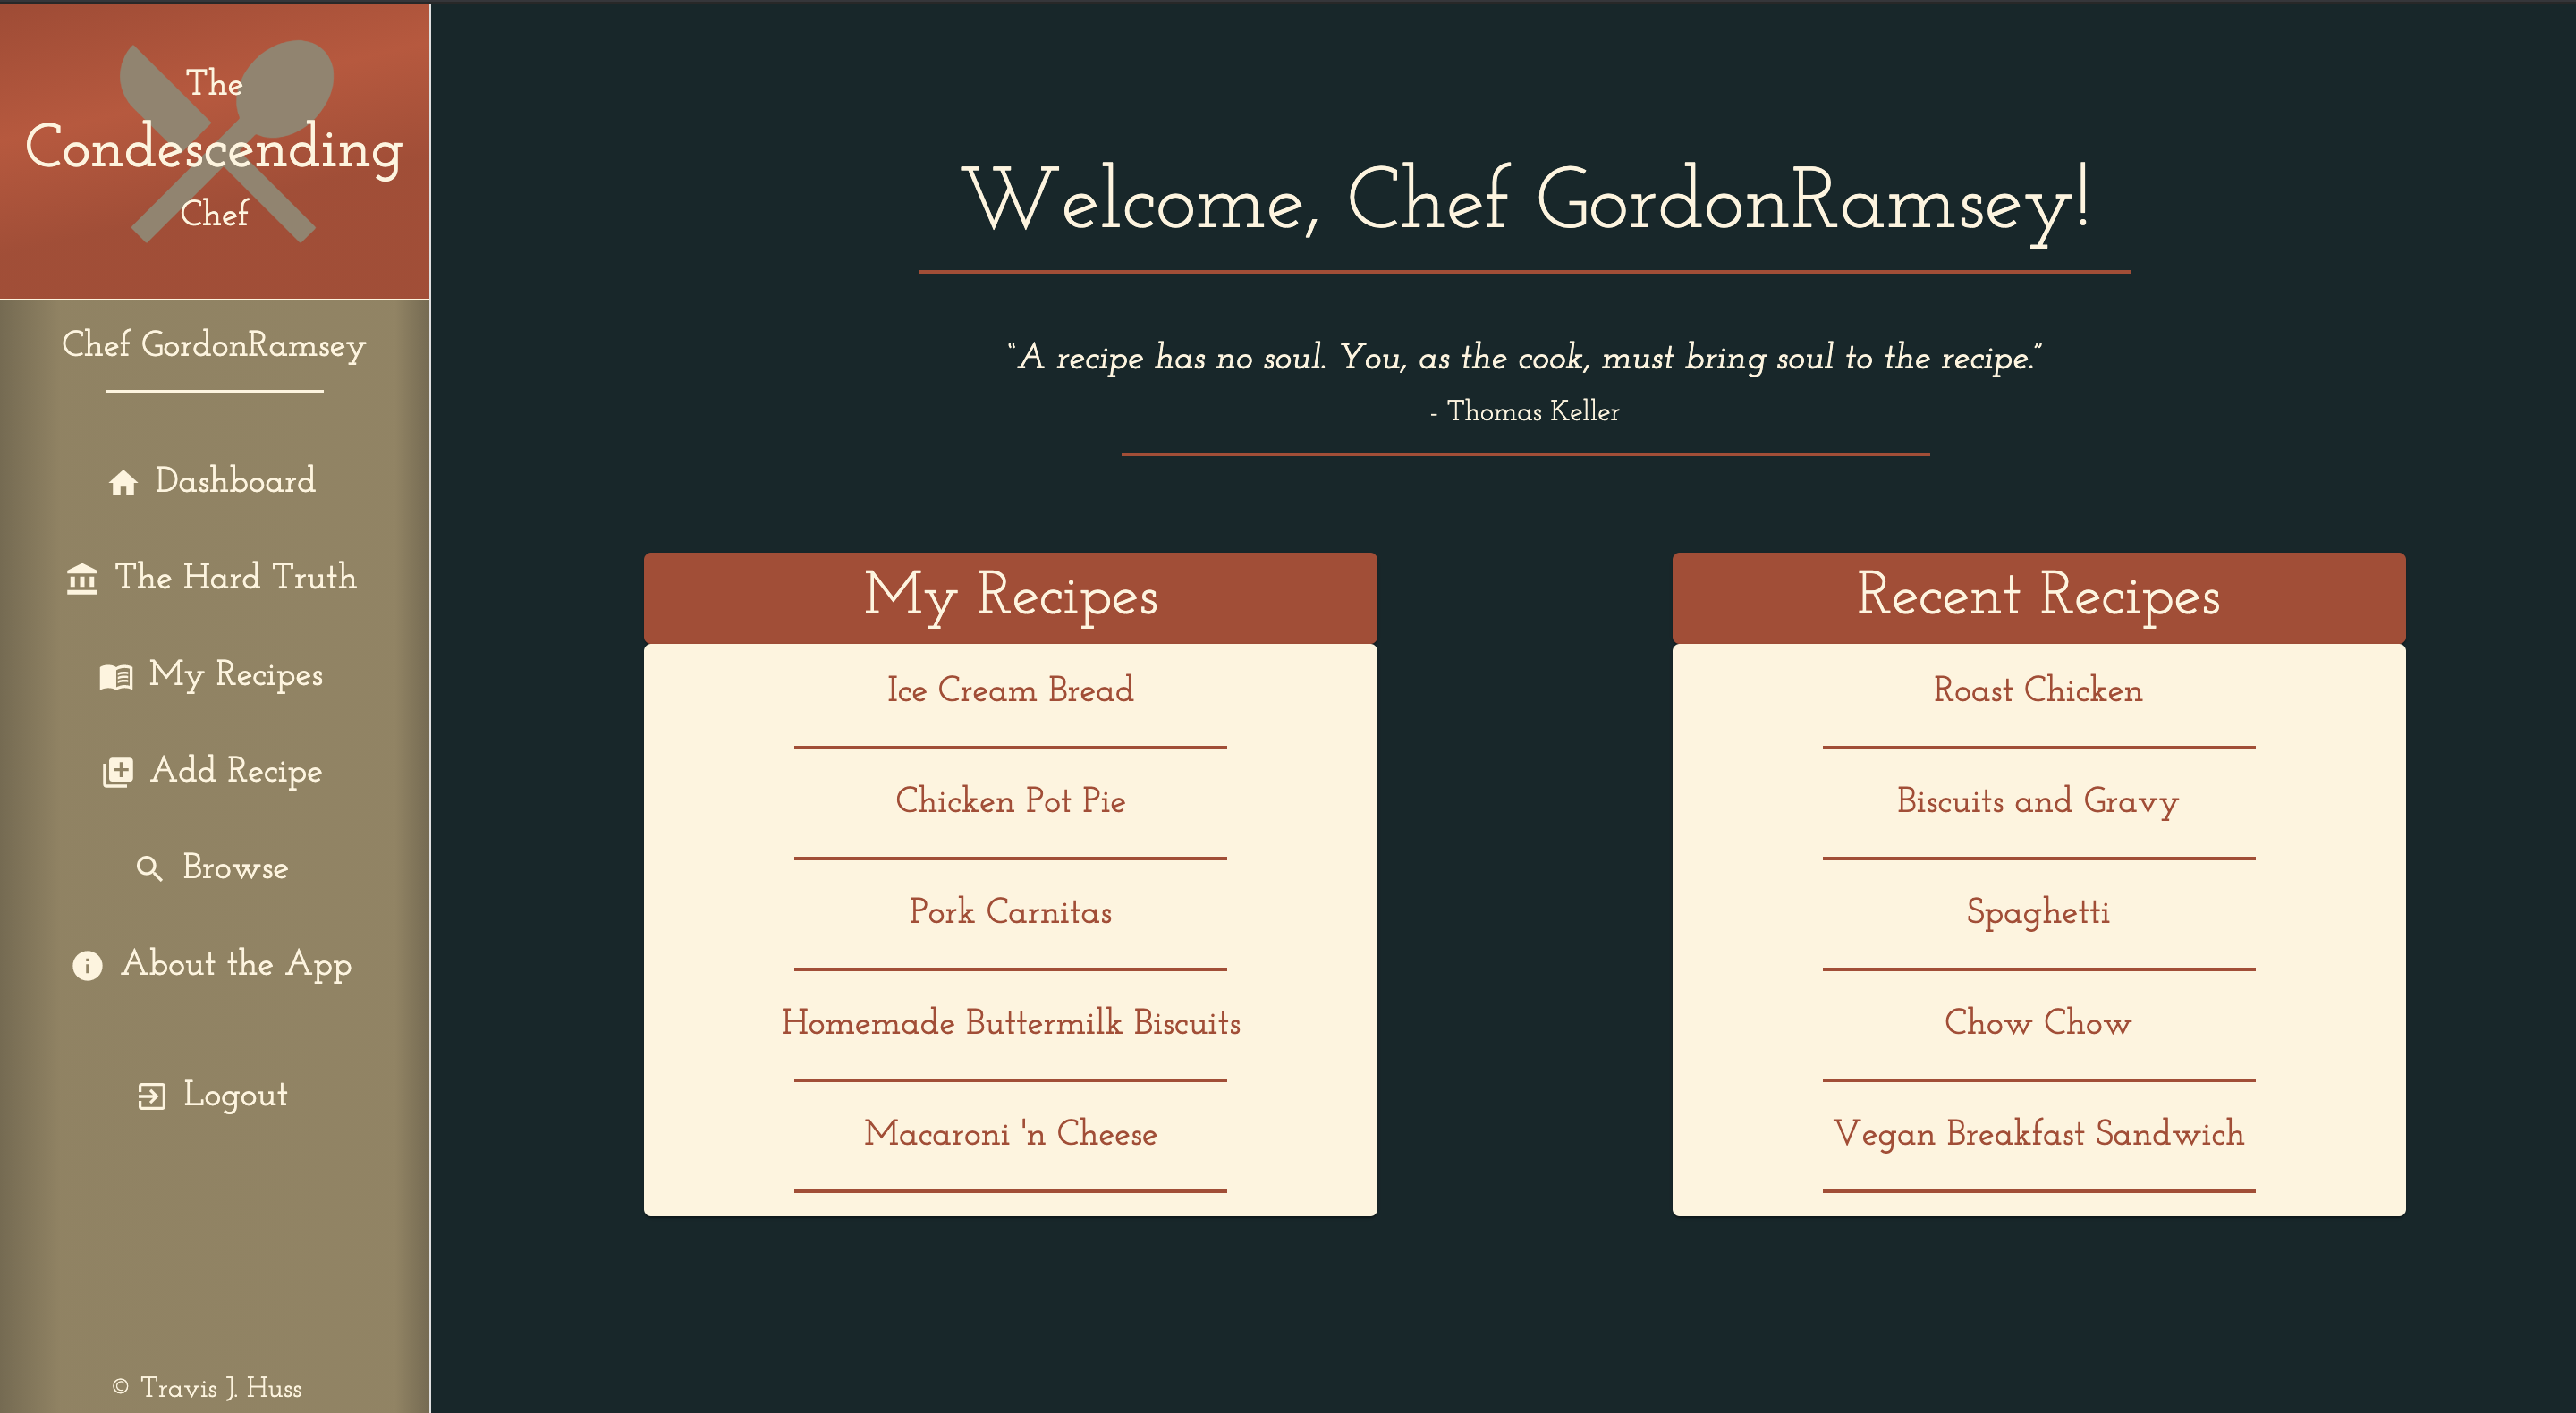 The
Condescending
Chef
Chef GordonRamsey
Dashboard
The Hard Truth
My Recipes
Add Recipe
Browse
About the App
Logout
© Travis J. Huss
Welcome, Chef GordonRamsey!
“A recipe has no soul. You, as the cook, must bring soul to the recipe.”
- Thomas Keller
My Recipes
Ice Cream Bread
Chicken Pot Pie
Pork Carnitas
Homemade Buttermilk Biscuits
Macaroni 'n Cheese
Recent Recipes
Roast Chicken
Biscuits and Gravy
Spaghetti
Chow Chow
Vegan Breakfast Sandwich